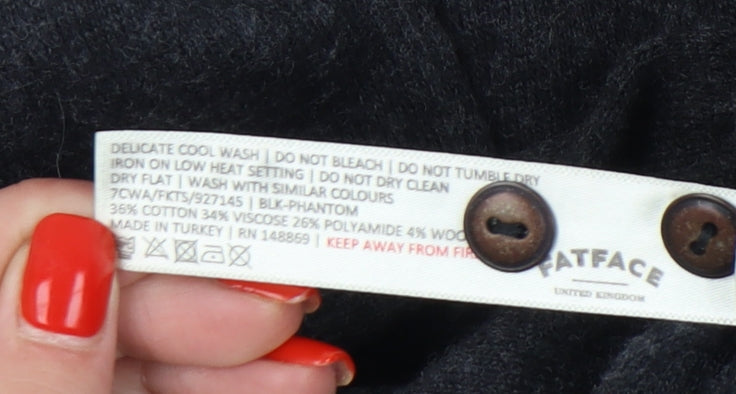 DELICATE COOL WASH | DO NOT BLEACH | DO NOT TUMBLE DRY
IRON ON LOW HEAT SETTING | DO NOT DRY CLEAN
DRY FLAT | WASH WITH SIMILAR COLOURS
7CWA/FKTS/927145 | BLK-PHANTOM
36% COTTON 34% VISCOSE 26% POLYAMIDE 4% WOO
MADE IN TURKEY | RN 148869 | KEEP AWAY FROM FIR
FATFACE
UNITED KINGDOM